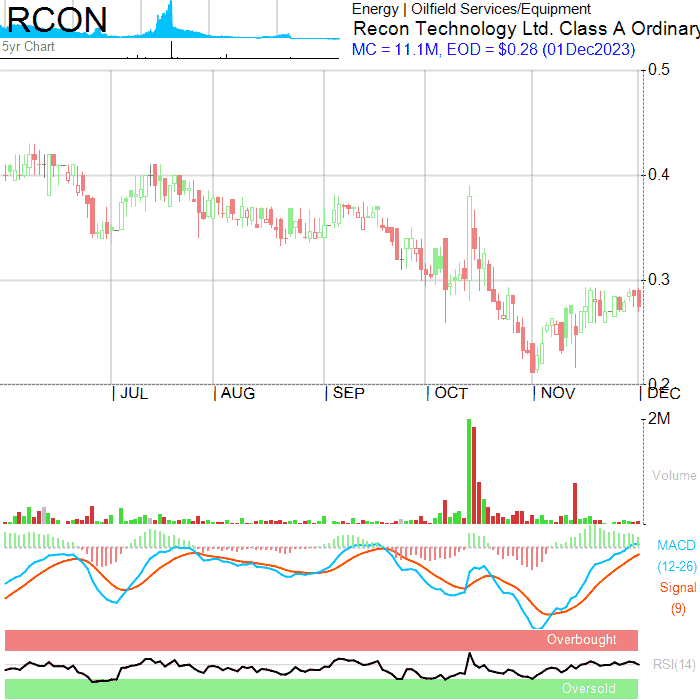 RCON
5yr Chart
Energy | Oilfield Services/Equipment
Recon Technology Ltd. Class A Ordinary
MC = 11.1M, EOD = $0.28 (01Dec2023)
0.5
0.4
0.3
0.2
JUL
AUG
SEP
OCT
NOV
DEC
2M
Volume
MACD
(12-26)
Signal
(9)
Overbought
RSI(14)
Oversold